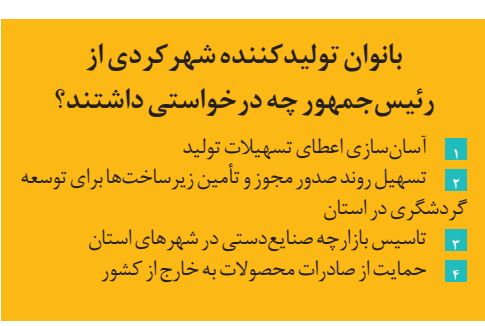 بانوان تولیدکننده شهرکردی از
رئیس‌جمهور چه درخواستی داشتند؟
۱ آسان‌سازی اعطای تسهیلات تولید
۲ تسهیل روند صدور مجوز و تأمین زیرساخت‌ها برای توسعه
گردشگری در استان
۳ تاسیس بازارچه صنایع‌دستی در شهرهای استان
۴ حمایت از صادرات محصولات به خارج از کشور